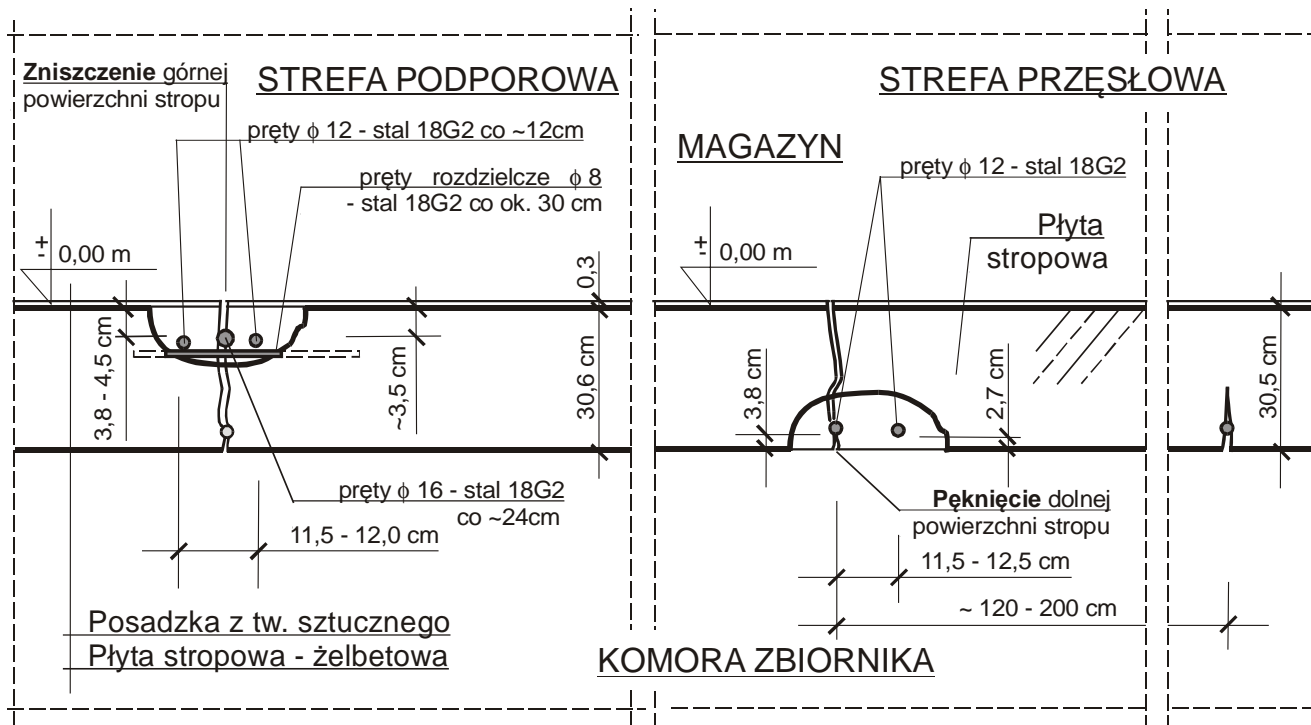 Zniszczenie górnej
powierzchni stropu
STREFA PODPOROWA
pręty ϕ 12 - stal 18G2 co ~12cm
pręty rozdzielcze ϕ 8
- stal 18G2 co ok. 30 cm
± 0,00 m
0,3
3,8 - 4,5 cm
~3,5 cm
30,6 cm
pręty ϕ 16 - stal 18G2
co ~24cm
11,5 - 12,0 cm
Posadzka z tw. sztucznego
Płyta stropowa - żelbetowa
STREFA PRZĘSŁOWA
MAGAZYN
pręty ϕ 12 - stal 18G2
Płyta
stropowa
± 0,00 m
3,8 cm
2,7 cm
30,5 cm
Pęknięcie dolnej
powierzchni stropu
11,5 - 12,5 cm
~ 120 - 200 cm
KOMORA ZBIORNIKA